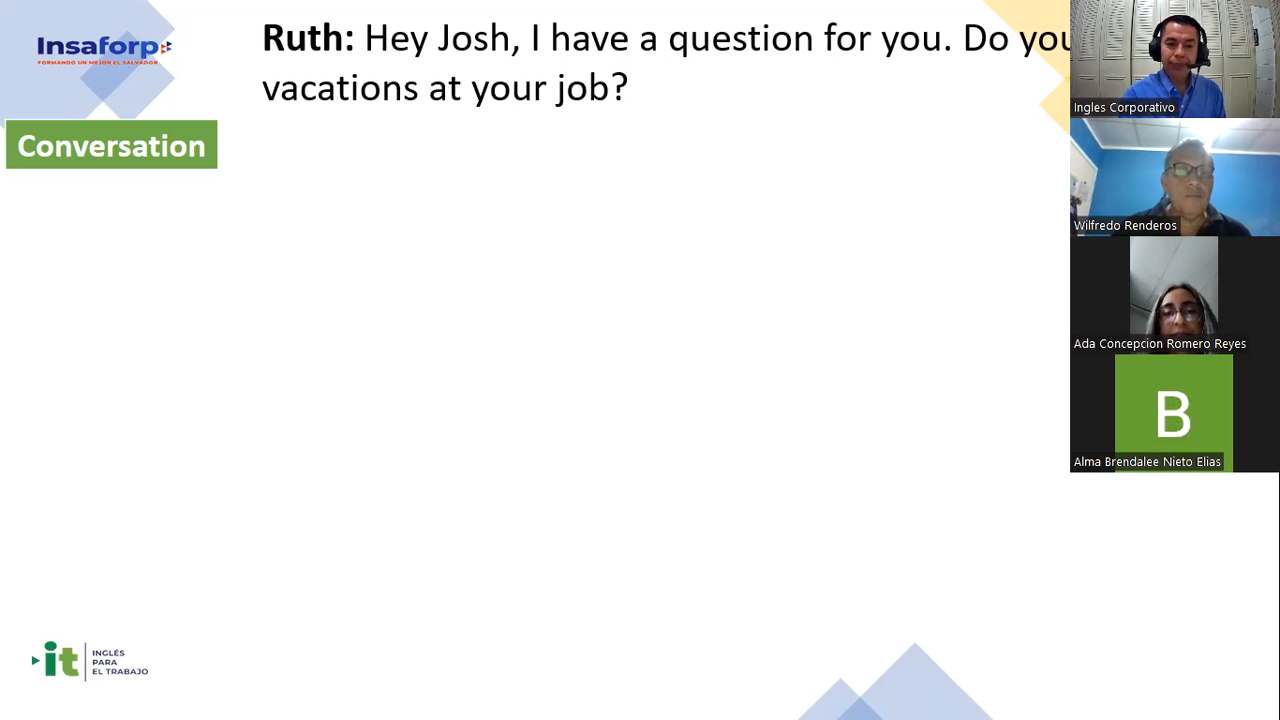 Insaforp
FORMANDO UN MEJOR EL SALVADOR
Ruth: Hey Josh, I have a question for you. Do you
vacations at your job?
Conversation
Ingles Corporativo
Wilfredo Renderos
Ada Concepcion Romero Reyes
B
Alma Brendalee Nieto Elias
it
INGLÉS
PARA
EL TRABAJO